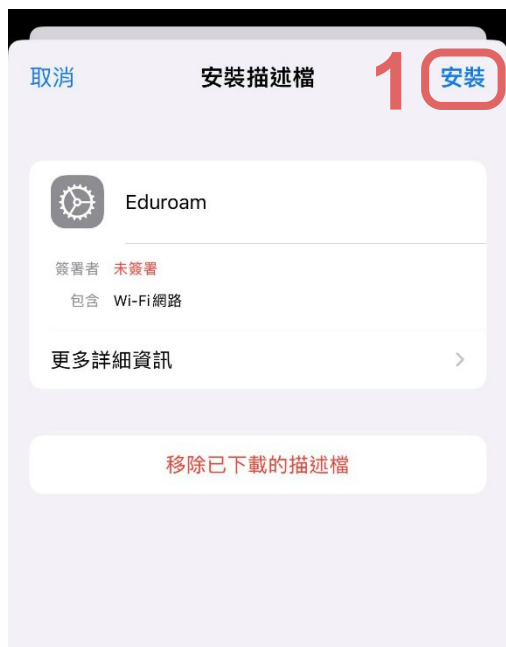 取消 安裝描述檔 1 安裝
Eduroam
簽署者 未簽署
包含 Wi-Fi網路
更多詳細資訊
移除已下載的描述檔